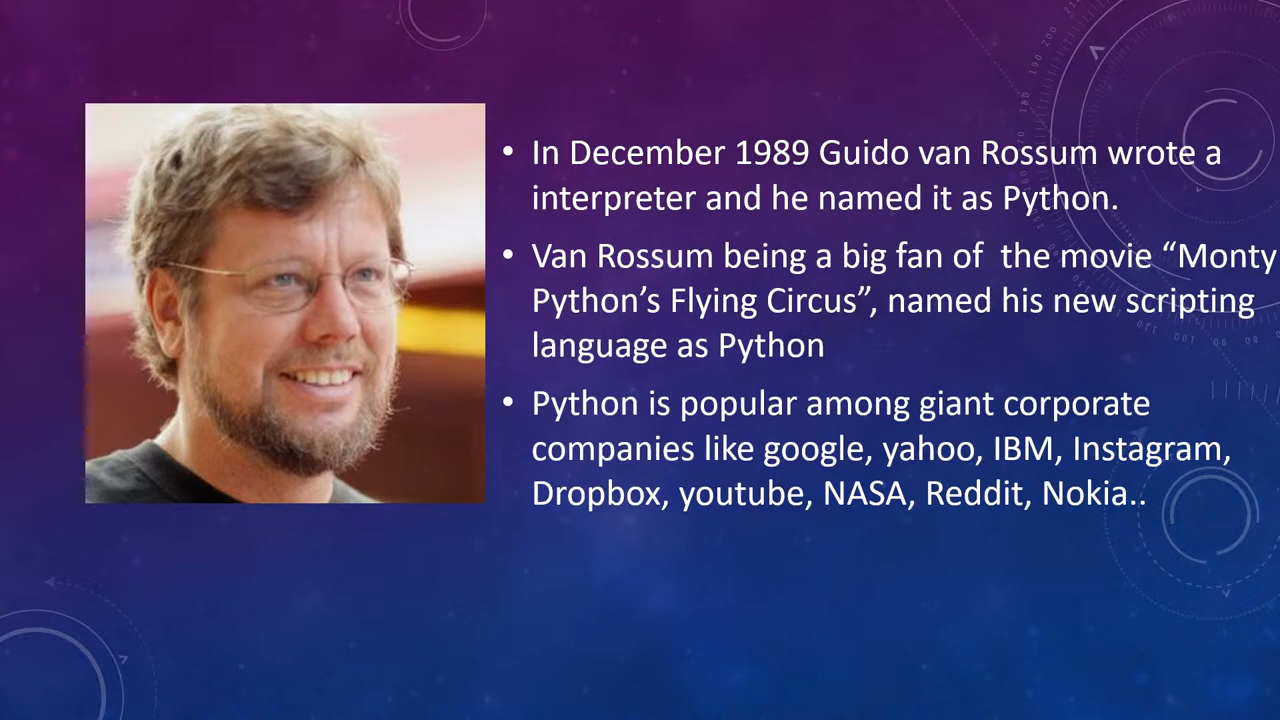 • In December 1989 Guido van Rossum wrote a
interpreter and he named it as Python.
• Van Rossum being a big fan of  the movie “Monty
Python’s Flying Circus”, named his new scripting
language as Python
• Python is popular among giant corporate
companies like google, yahoo, IBM, Instagram,
Dropbox, youtube, NASA, Reddit, Nokia..